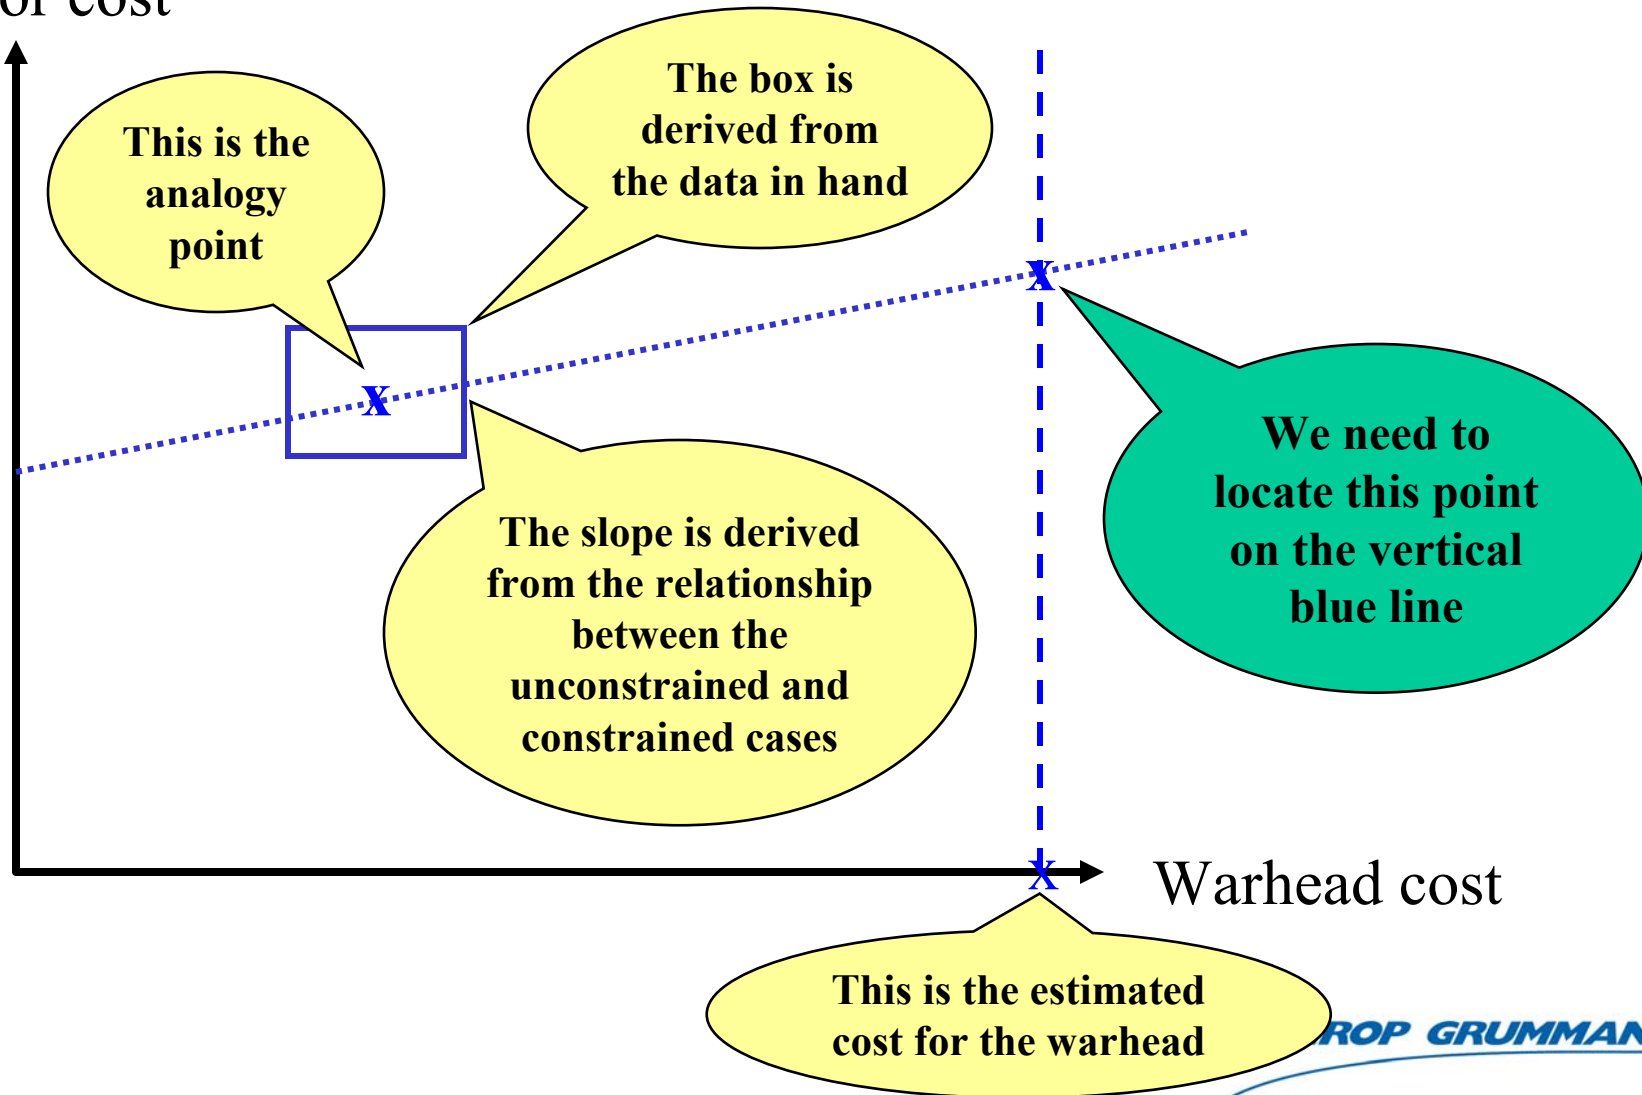 or cost
This is the
analogy
point
The box is
derived from
the data in hand
x
x
We need to
locate this point
on the vertical
blue line
The slope is derived
from the relationship
between the
unconstrained and
constrained cases
x
Warhead cost
This is the estimated
cost for the warhead
ROP GRUMMAN